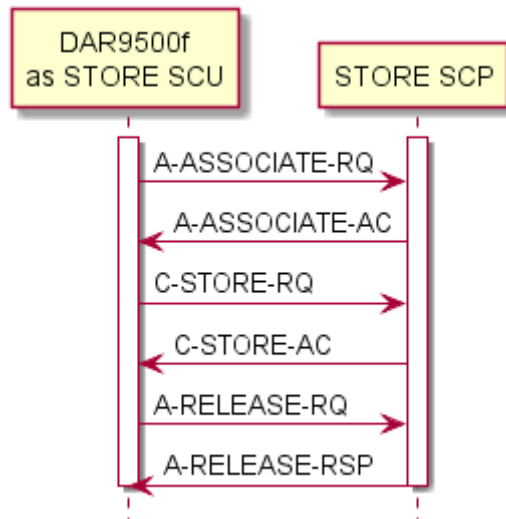 DAR9500f
as STORE SCU
STORE SCP
A-ASSOCIATE-RQ
A-ASSOCIATE-AC
C-STORE-RQ
C-STORE-AC
A-RELEASE-RQ
A-RELEASE-RSP